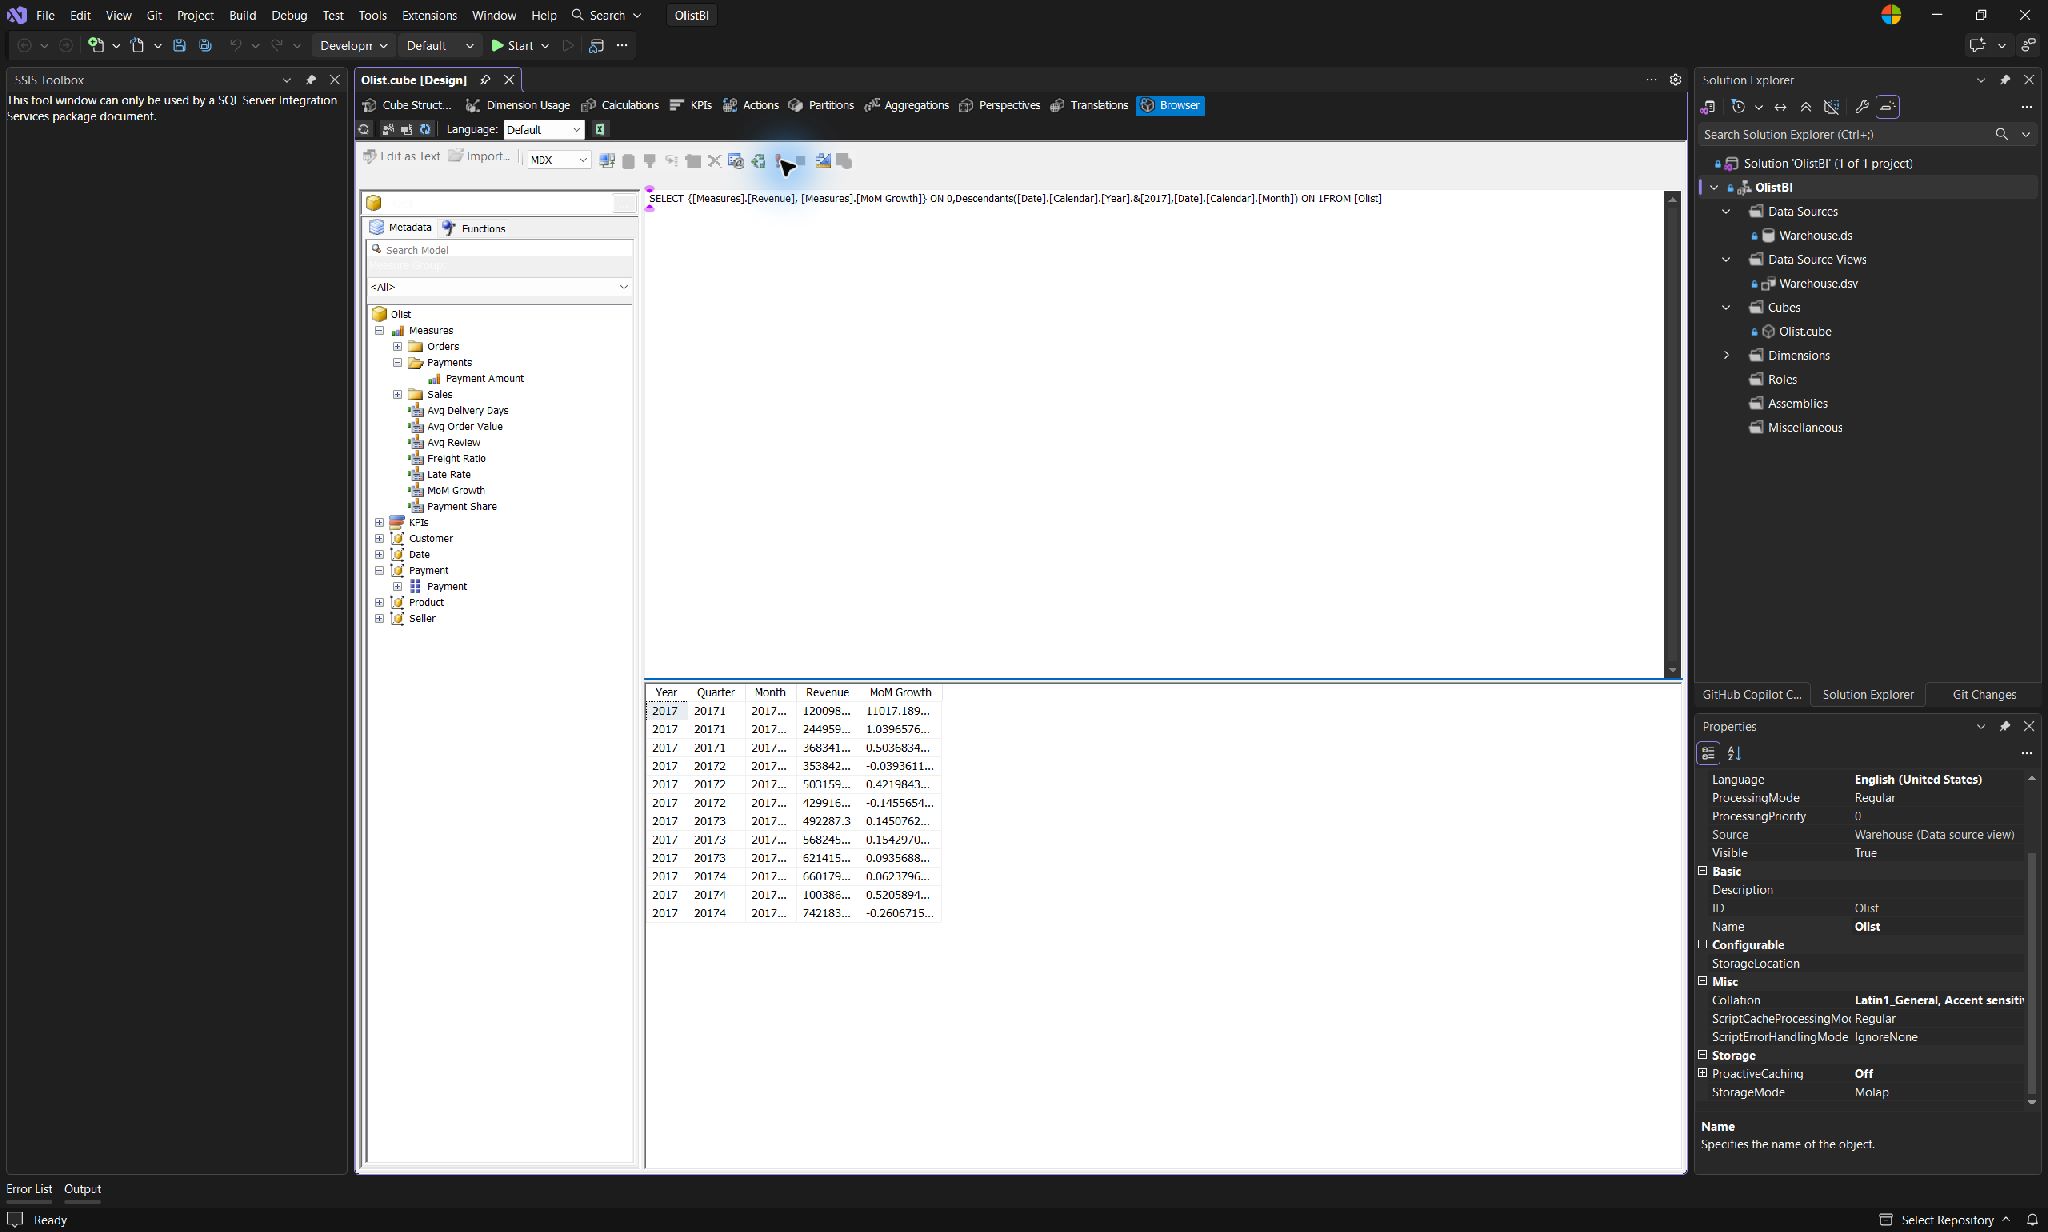 File Edit View Git Project Build Debug Test Tools Extensions Window Help Search OlistBI
Developm Default Start
SSIS Toolbox
This tool window can only be used by a SQL Server Integration
Services package document.
Olist.cube [Design]
Cube Struct... Dimension Usage Calculations KPIs Actions Partitions Aggregations Perspectives Translations Browser
Language: Default
Edit as Text Import... MDX
Metadata Functions
Search Model
Measure Group:
<All>
Olist
Measures
Orders
Payments
Payment Amount
Sales
Avg Delivery Days
Avg Order Value
Avg Review
Freight Ratio
Late Rate
MoM Growth
Payment Share
KPIs
Customer
Date
Payment
Payment
Product
Seller
SELECT {[Measures].[Revenue], [Measures].[MoM Growth]} ON 0,Descendants([Date].[Calendar].[Year].&[2017],[Date].[Calendar].[Month]) ON 1FROM [Olist]
Year Quarter Month Revenue MoM Growth
2017 20171 2017... 120098... 11017.189...
2017 20171 2017... 244959... 1.0396576...
2017 20171 2017... 368341... 0.5036834...
2017 20172 2017... 353842... -0.0393611...
2017 20172 2017... 503159... 0.4219843...
2017 20172 2017... 429916... -0.1455654...
2017 20173 2017... 492287.3 0.1450762...
2017 20173 2017... 568245... 0.1542970...
2017 20173 2017... 621415... 0.0935688...
2017 20174 2017... 660179... 0.0623796...
2017 20174 2017... 100386... 0.5205894...
2017 20174 2017... 742183... -0.2606715...
Solution Explorer
Search Solution Explorer (Ctrl+;)
Solution 'OlistBI' (1 of 1 project)
OlistBI
Data Sources
Warehouse.ds
Data Source Views
Warehouse.dsv
Cubes
Olist.cube
Dimensions
Roles
Assemblies
Miscellaneous
GitHub Copilot C... Solution Explorer Git Changes
Properties
Language English (United States)
ProcessingMode Regular
ProcessingPriority 0
Source Warehouse (Data source view)
Visible True
Basic
Description
ID Olist
Name Olist
Configurable
StorageLocation
Misc
Collation Latin1_General, Accent sensiti
ScriptCacheProcessingMo Regular
ScriptErrorHandlingMode IgnoreNone
Storage
ProactiveCaching Off
StorageMode Molap
Name
Specifies the name of the object.
Error List Output
Ready
Select Repository